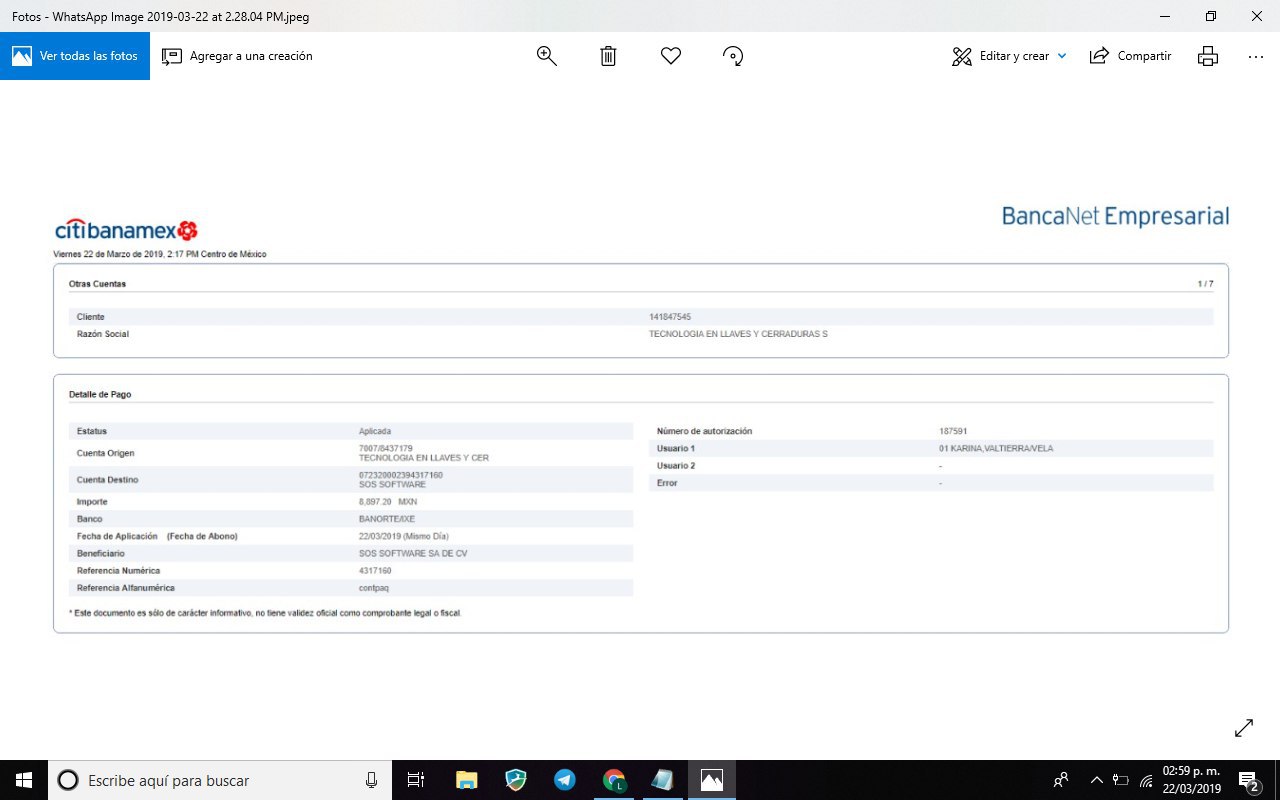 Fotos - WhatsApp Image 2019-03-22 at 2.28.04 PM.jpeg
Ver todas las fotos
Agregar a una creación
Editar y crear
Compartir
citibanamex
BancaNet Empresarial
Viernes 22 de Marzo de 2019, 2:17 PM Centro de México
Otras Cuentas 1 / 7
Cliente 141847545
Razón Social TECNOLOGIA EN LLAVES Y CERRADURAS S
Detalle de Pago
Estatus Aplicada
Cuenta Origen 7007/8437179
TECNOLOGIA EN LLAVES Y CER
Cuenta Destino 072320002394317160
SOS SOFTWARE
Importe 8,897.20 MXN
Banco BANORTE/IXE
Fecha de Aplicación (Fecha de Abono) 22/03/2019 (Mismo Día)
Beneficiario SOS SOFTWARE SA DE CV
Referencia Numérica 4317160
Referencia Alfanumérica contpaq
Número de autorización 187591
Usuario 1 01 KARINA,VALTIERRA/VELA
Usuario 2 -
Error -
* Este documento es sólo de carácter informativo, no tiene validez oficial como comprobante legal o fiscal.
Escribe aquí para buscar
L
02:59 p. m.
22/03/2019
2